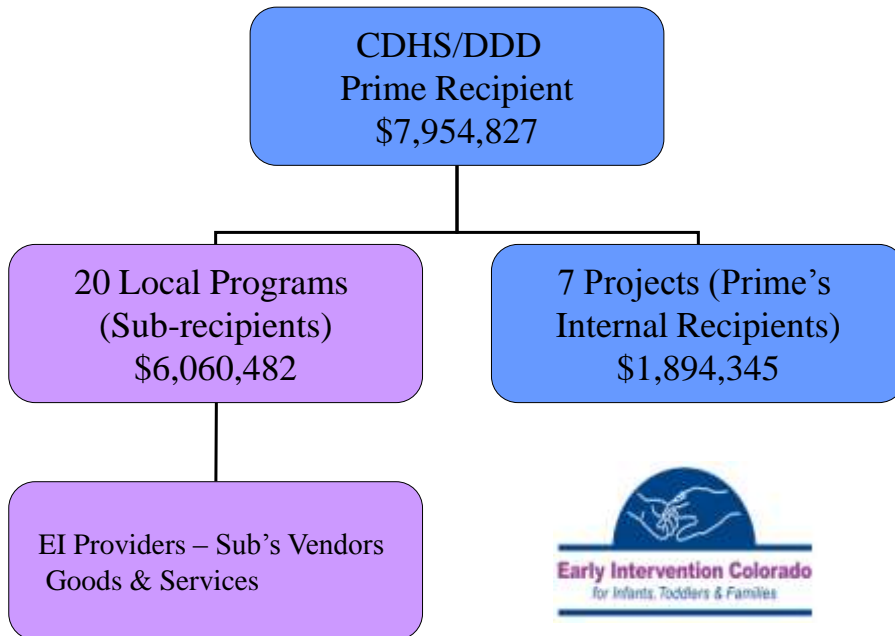 CDHS/DDD
Prime Recipient
$7,954,827
20 Local Programs
(Sub-recipients)
$6,060,482
7 Projects (Prime's
Internal Recipients)
$1,894,345
EI Providers – Sub's Vendors
Goods & Services
Early Intervention Colorado
for Infants, Toddlers & Families